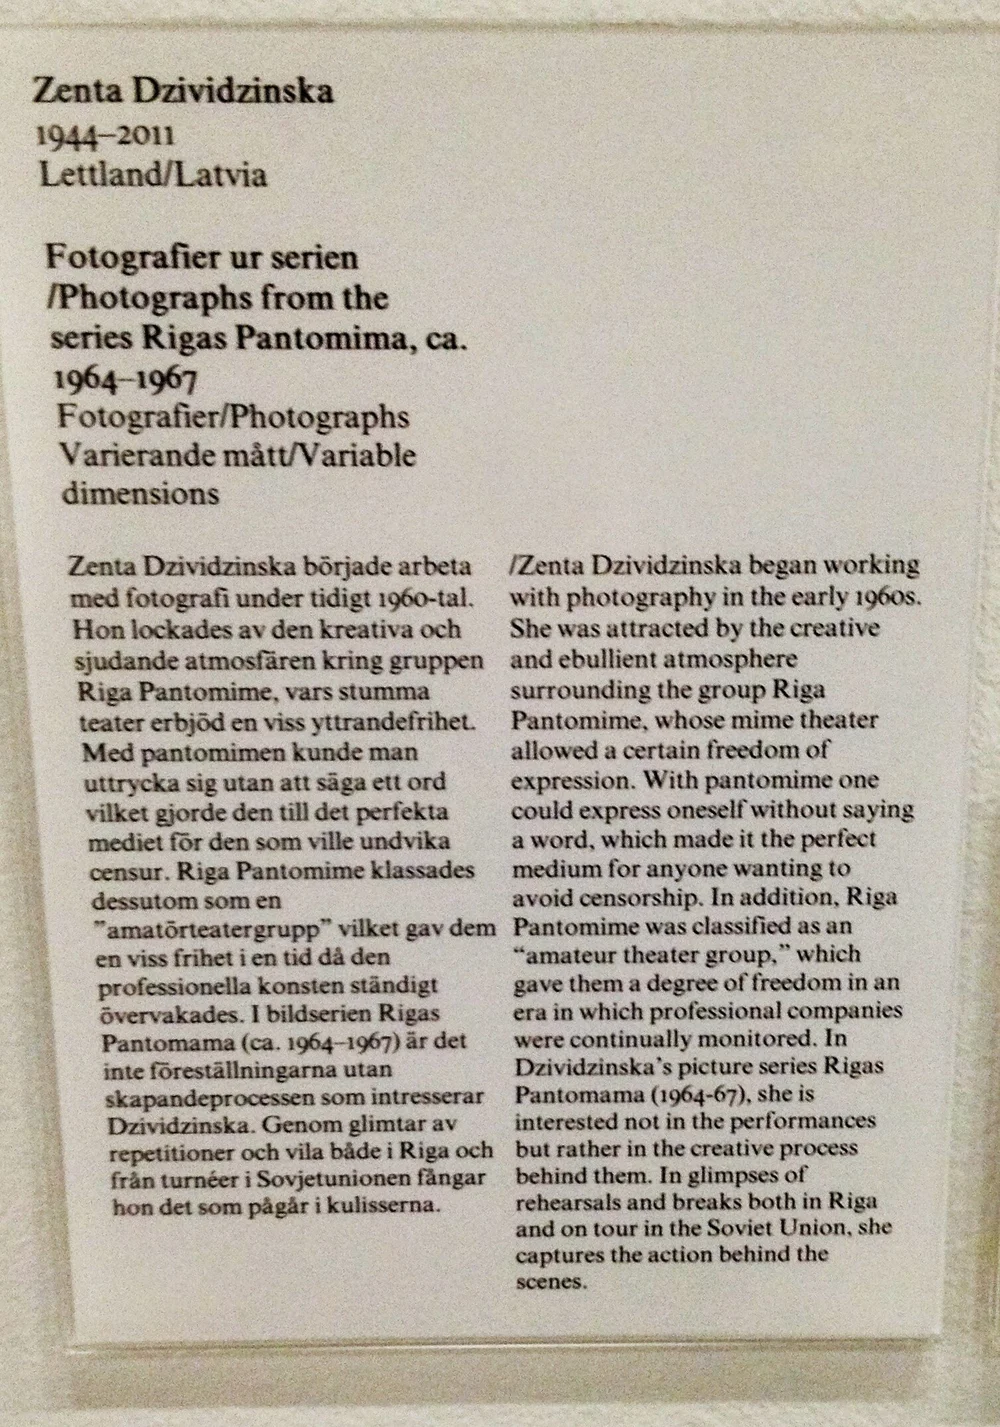 Zenta Dzividzinska
1944–2011
Lettland/Latvia
Fotografier ur serien
/Photographs from the
series Rigas Pantomima, ca.
1964–1967
Fotografier/Photographs
Varierande mått/Variable
dimensions
Zenta Dzividzinska började arbeta
med fotografi under tidigt 1960-tal.
Hon lockades av den kreativa och
sjudande atmosfären kring gruppen
Riga Pantomime, vars stumma
teater erbjöd en viss yttrandefrihet.
Med pantomimen kunde man
uttrycka sig utan att säga ett ord
vilket gjorde den till det perfekta
mediet för den som ville undvika
censur. Riga Pantomime klassades
dessutom som en
”amatörteatergrupp” vilket gav dem
en viss frihet i en tid då den
professionella konsten ständigt
övervakades. I bildserien Rigas
Pantomama (ca. 1964–1967) är det
inte föreställningarna utan
skapandeprocessen som intresserar
Dzividzinska. Genom glimtar av
repetitioner och vila både i Riga och
från turnéer i Sovjetunionen fångar
hon det som pågår i kulisserna.
/Zenta Dzividzinska began working
with photography in the early 1960s.
She was attracted by the creative
and ebullient atmosphere
surrounding the group Riga
Pantomime, whose mime theater
allowed a certain freedom of
expression. With pantomime one
could express oneself without saying
a word, which made it the perfect
medium for anyone wanting to
avoid censorship. In addition, Riga
Pantomime was classified as an
“amateur theater group,” which
gave them a degree of freedom in an
era in which professional companies
were continually monitored. In
Dzividzinska’s picture series Rigas
Pantomama (1964-67), she is
interested not in the performances
but rather in the creative process
behind them. In glimpses of
rehearsals and breaks both in Riga
and on tour in the Soviet Union, she
captures the action behind the
scenes.